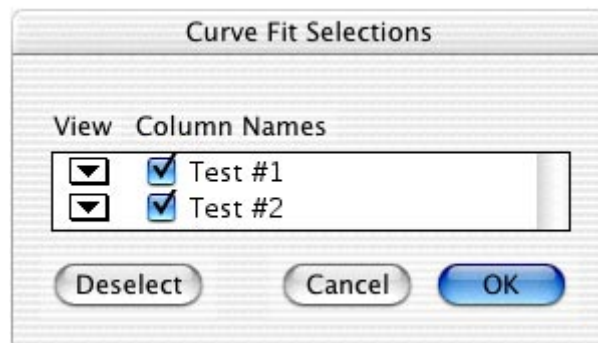 Curve Fit Selections
View Column Names
Test #1
Test #2
Deselect Cancel OK